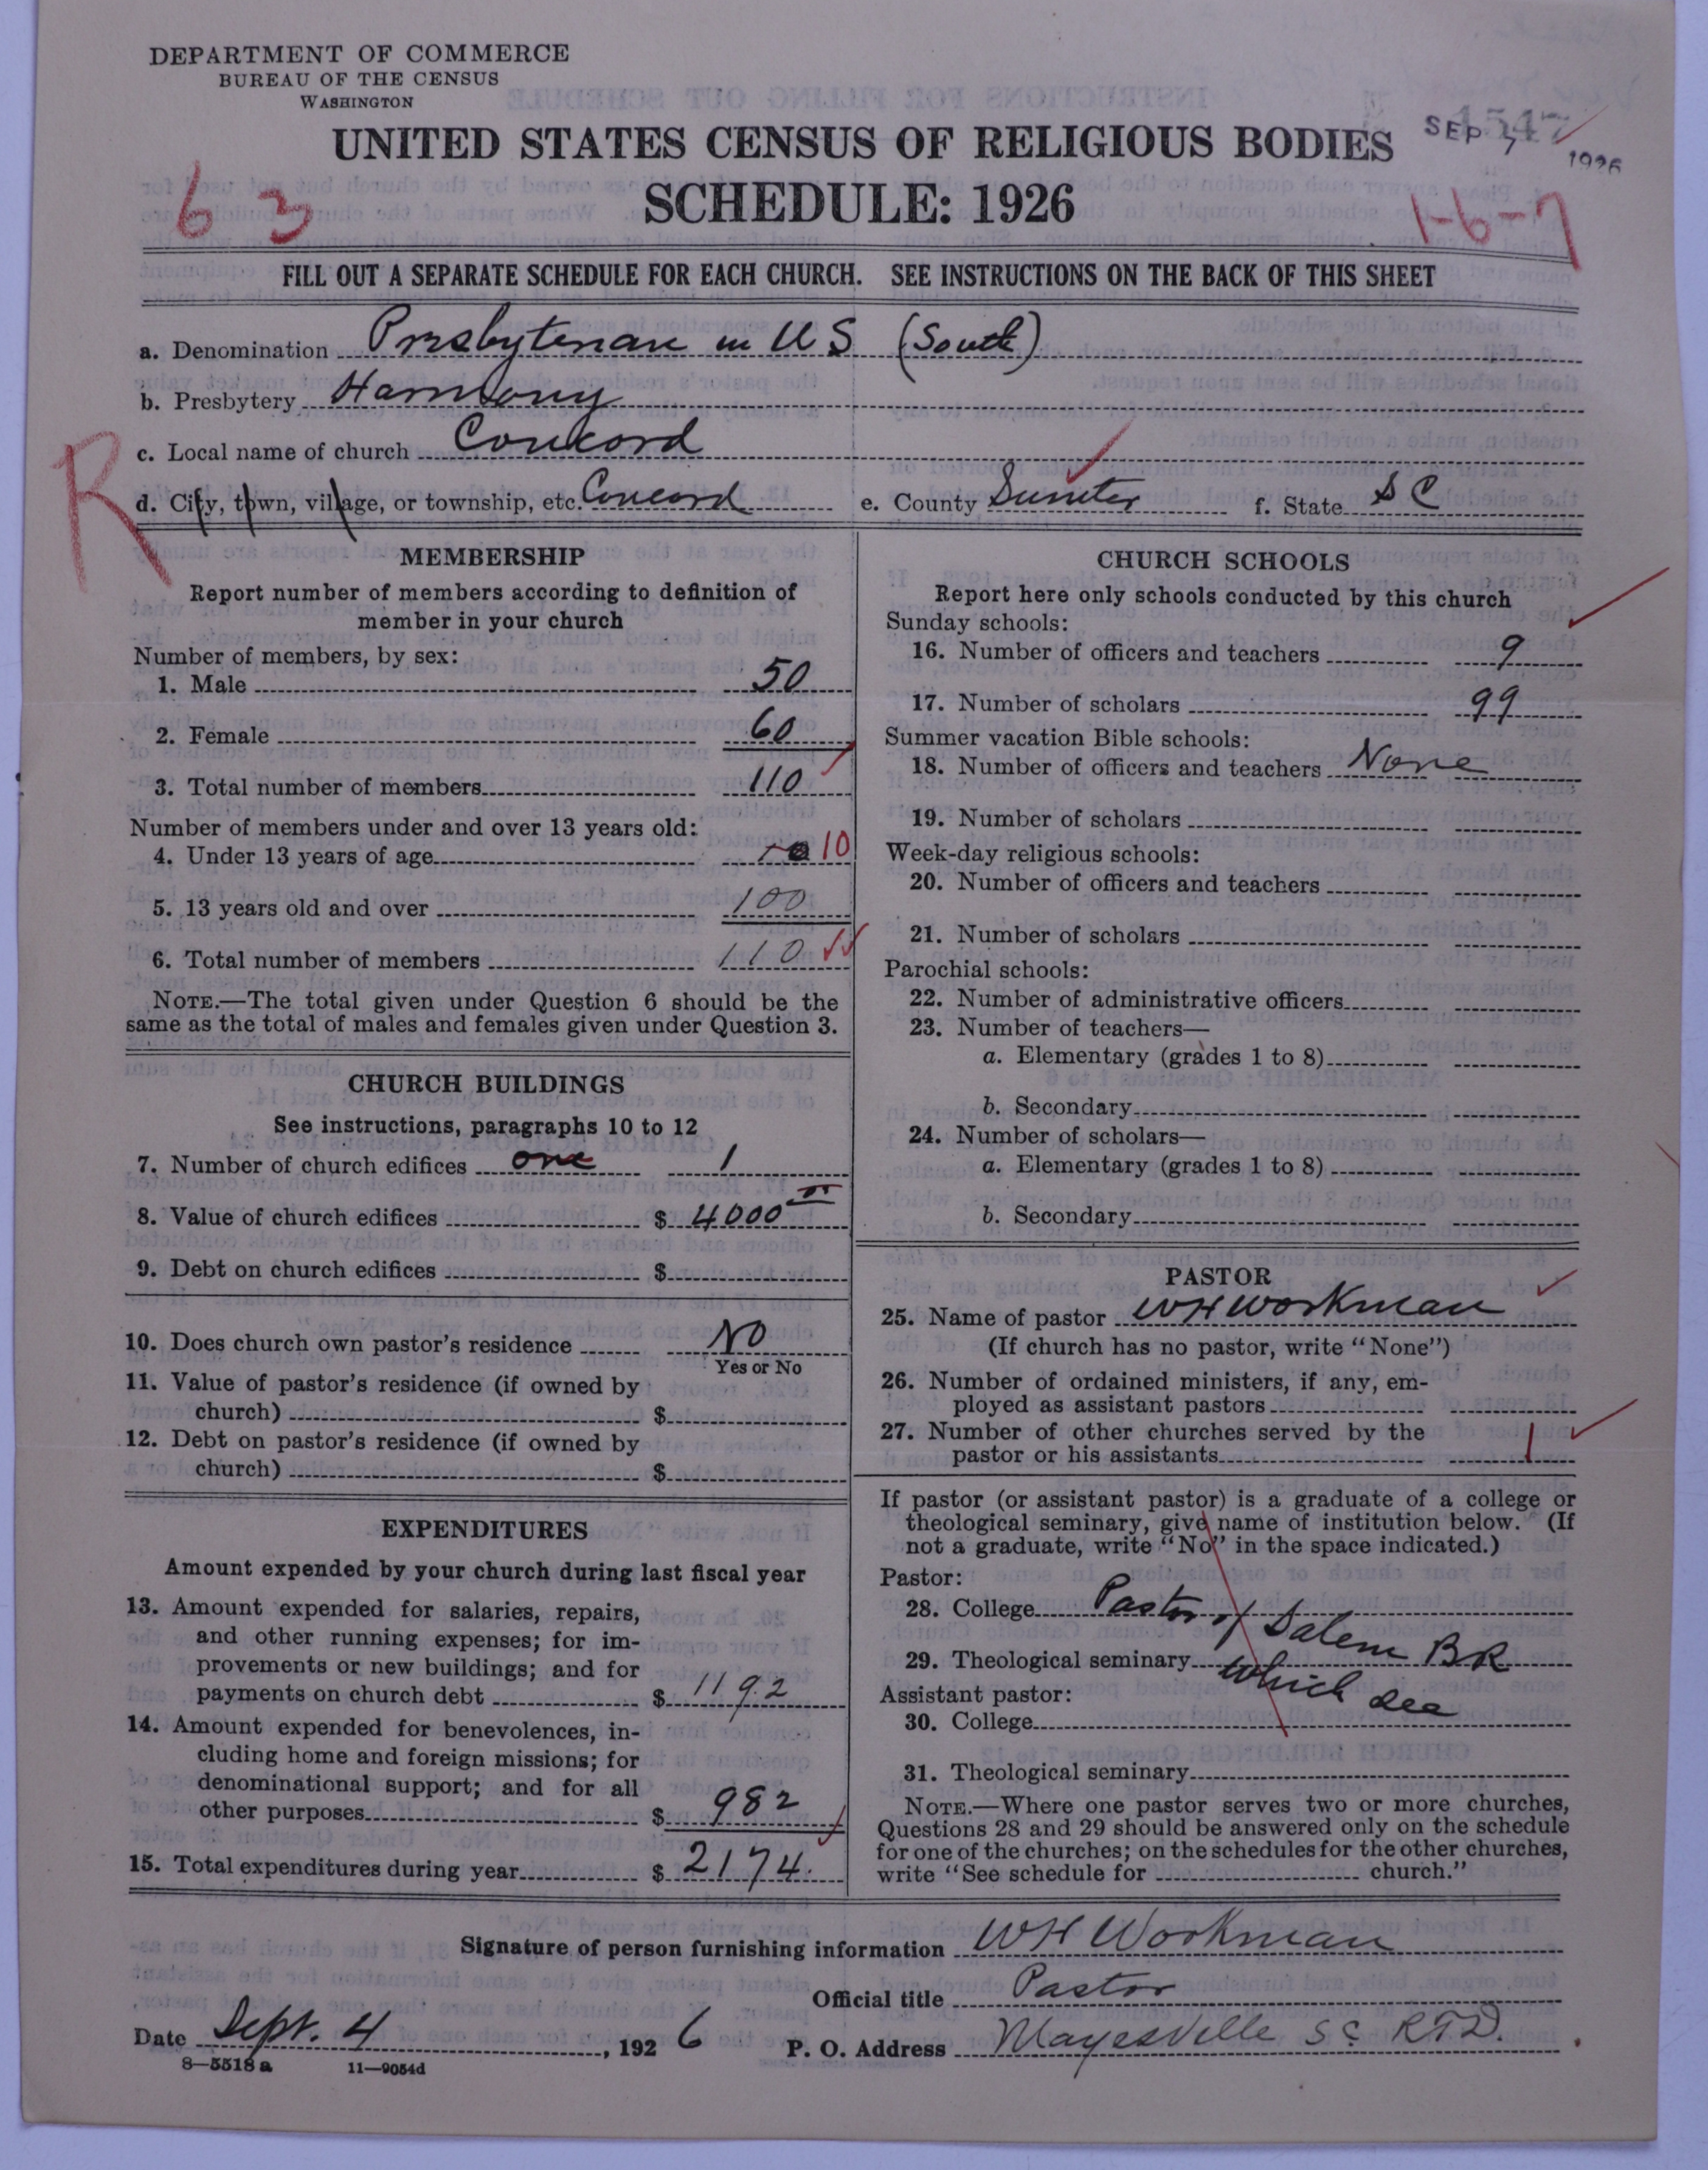 DEPARTMENT OF COMMERCE
BUREAU OF THE CENSUS
WASHINGTON
UNITED STATES CENSUS OF RELIGIOUS BODIES
SEP 7 1926
SCHEDULE: 1926
63
1-6-7
FILL OUT A SEPARATE SCHEDULE FOR EACH CHURCH. SEE INSTRUCTIONS ON THE BACK OF THIS SHEET
a. Denomination Presbyterian in US (South)
b. Presbytery Harmony
c. Local name of church Concord
R
d. City, town, village, or township, etc. Concord e. County Sumter f. State S C
MEMBERSHIP
Report number of members according to definition of
member in your church
Number of members, by sex:
1. Male 50
2. Female 60
3. Total number of members 110
Number of members under and over 13 years old:
4. Under 13 years of age 10
5. 13 years old and over 100
6. Total number of members 110
NOTE.—The total given under Question 6 should be the
same as the total of males and females given under Question 3.
CHURCH BUILDINGS
See instructions, paragraphs 10 to 12
7. Number of church edifices one 1
8. Value of church edifices $ 4000
9. Debt on church edifices $
10. Does church own pastor's residence No
Yes or No
11. Value of pastor's residence (if owned by
church) $
12. Debt on pastor's residence (if owned by
church) $
EXPENDITURES
Amount expended by your church during last fiscal year
13. Amount expended for salaries, repairs,
and other running expenses; for im-
provements or new buildings; and for
payments on church debt $ 1192
14. Amount expended for benevolences, in-
cluding home and foreign missions; for
denominational support; and for all
other purposes $ 982
15. Total expenditures during year $ 2174.
CHURCH SCHOOLS
Report here only schools conducted by this church
Sunday schools:
16. Number of officers and teachers 9
17. Number of scholars 99
Summer vacation Bible schools:
18. Number of officers and teachers None
19. Number of scholars
Week-day religious schools:
20. Number of officers and teachers
21. Number of scholars
Parochial schools:
22. Number of administrative officers
23. Number of teachers—
a. Elementary (grades 1 to 8)
b. Secondary
24. Number of scholars—
a. Elementary (grades 1 to 8)
b. Secondary
PASTOR
25. Name of pastor WH Workman
(If church has no pastor, write "None")
26. Number of ordained ministers, if any, em-
ployed as assistant pastors
27. Number of other churches served by the
pastor or his assistants 1
If pastor (or assistant pastor) is a graduate of a college or
theological seminary, give name of institution below. (If
not a graduate, write "No" in the space indicated.)
Pastor:
28. College Pastor of Salem BR
29. Theological seminary which see
Assistant pastor:
30. College
31. Theological seminary
NOTE.—Where one pastor serves two or more churches,
Questions 28 and 29 should be answered only on the schedule
for one of the churches; on the schedules for the other churches,
write "See schedule for church."
Signature of person furnishing information WH Workman
Official title Pastor
Date Sept. 4, 1926 P. O. Address Mayesville SC RFD.
8—5518 a 11—9054d